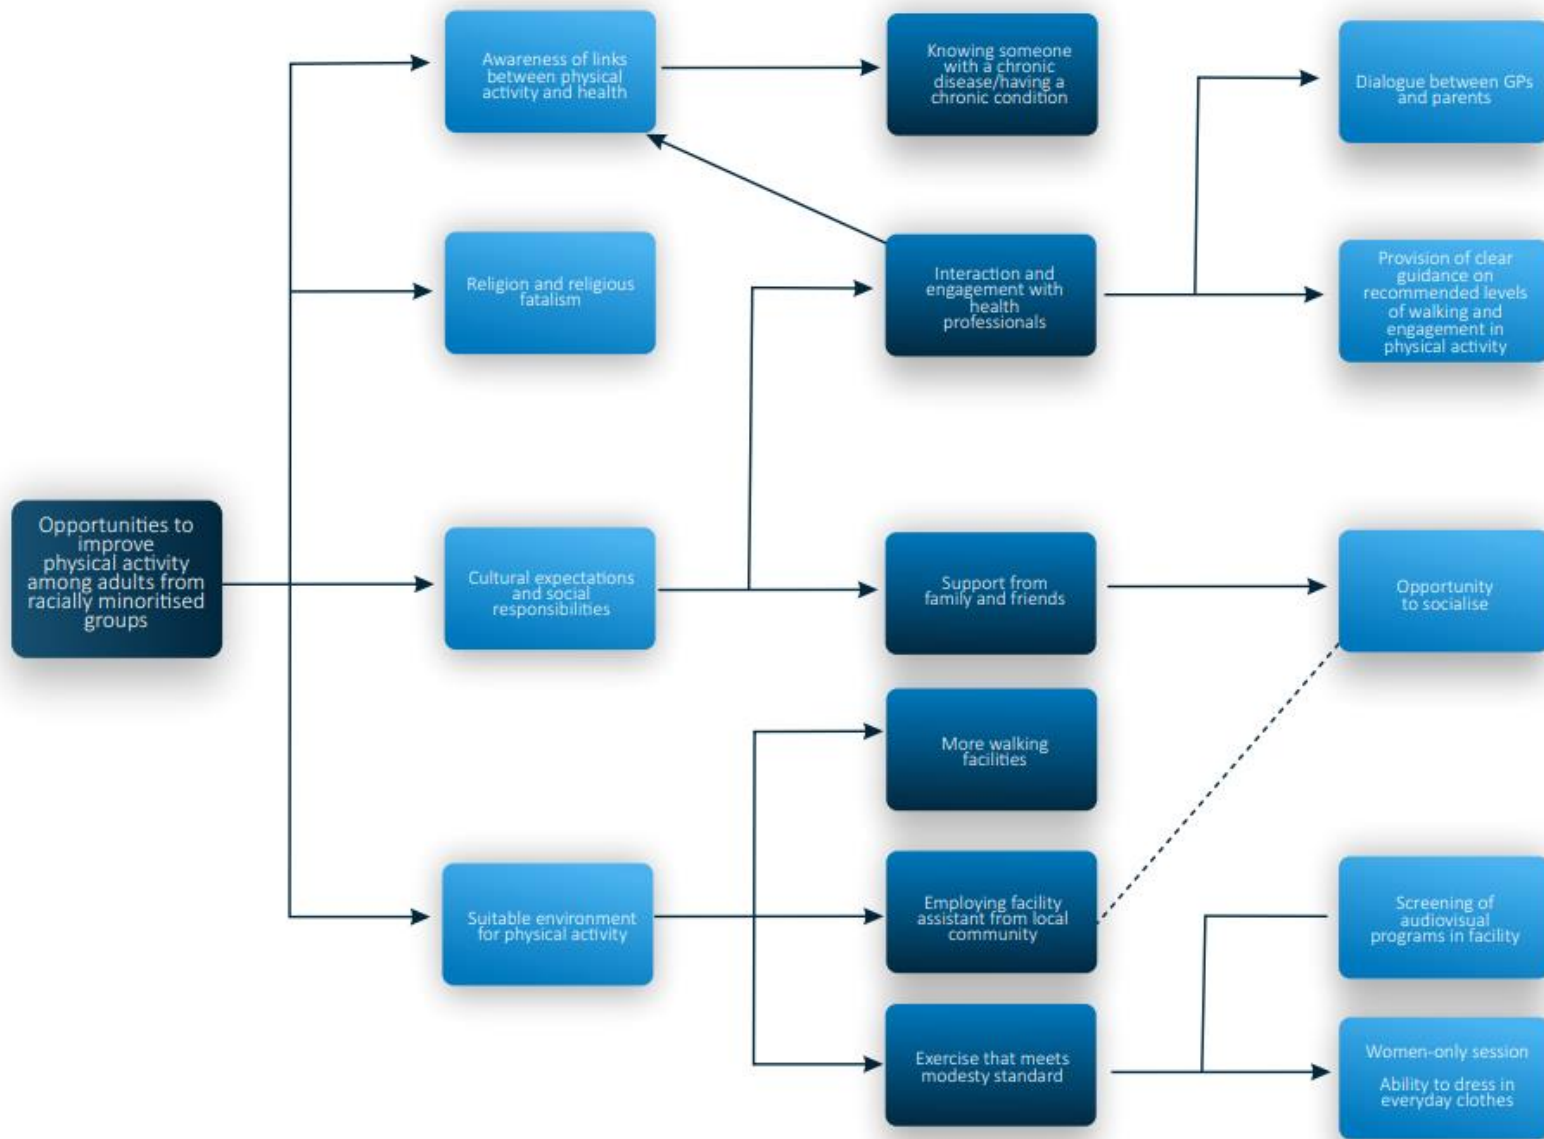 Awareness of links
between physical
activity and health
Knowing someone
with a chronic
disease/having a
chronic condition
Dialogue between GPs
and parents
Religion and religious
fatalism
Interaction and
engagement with
health
professionals
Provision of clear
guidance on
recommended levels
of walking and
engagement in
physical activity
Opportunities to
improve
physical activity
among adults from
racially minoritised
groups
Cultural expectations
and social
responsibilities
Support from
family and friends
Opportunity
to socialise
More walking
facilities
Suitable environment
for physical activity
Employing facility
assistant from local
community
Screening of
audiovisual
programs in facility
Exercise that meets
modesty standard
Women-only session
Ability to dress in
everyday clothes